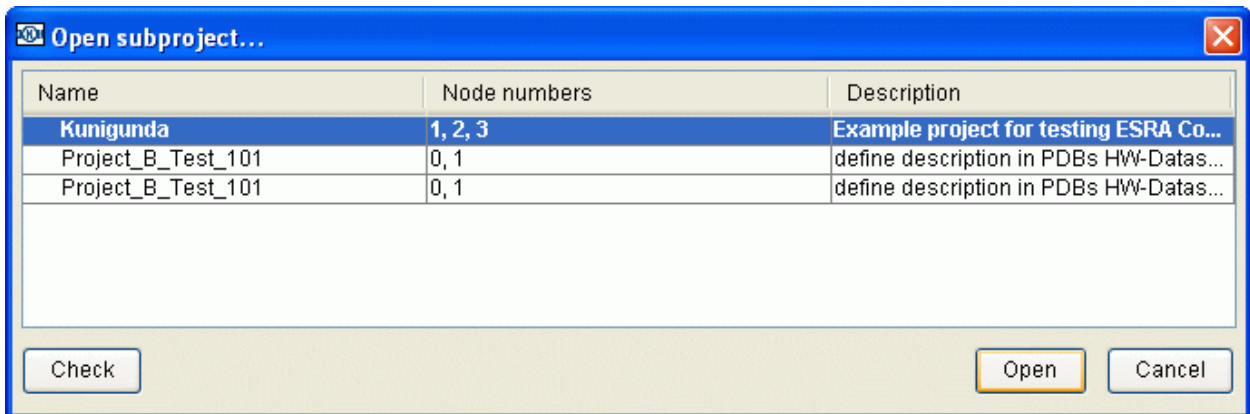 Open subproject...
Name Node numbers Description
Kunigunda 1, 2, 3 Example project for testing ESRA Co...
Project_B_Test_101 0, 1 define description in PDBs HW-Datas...
Project_B_Test_101 0, 1 define description in PDBs HW-Datas...
Check Open Cancel